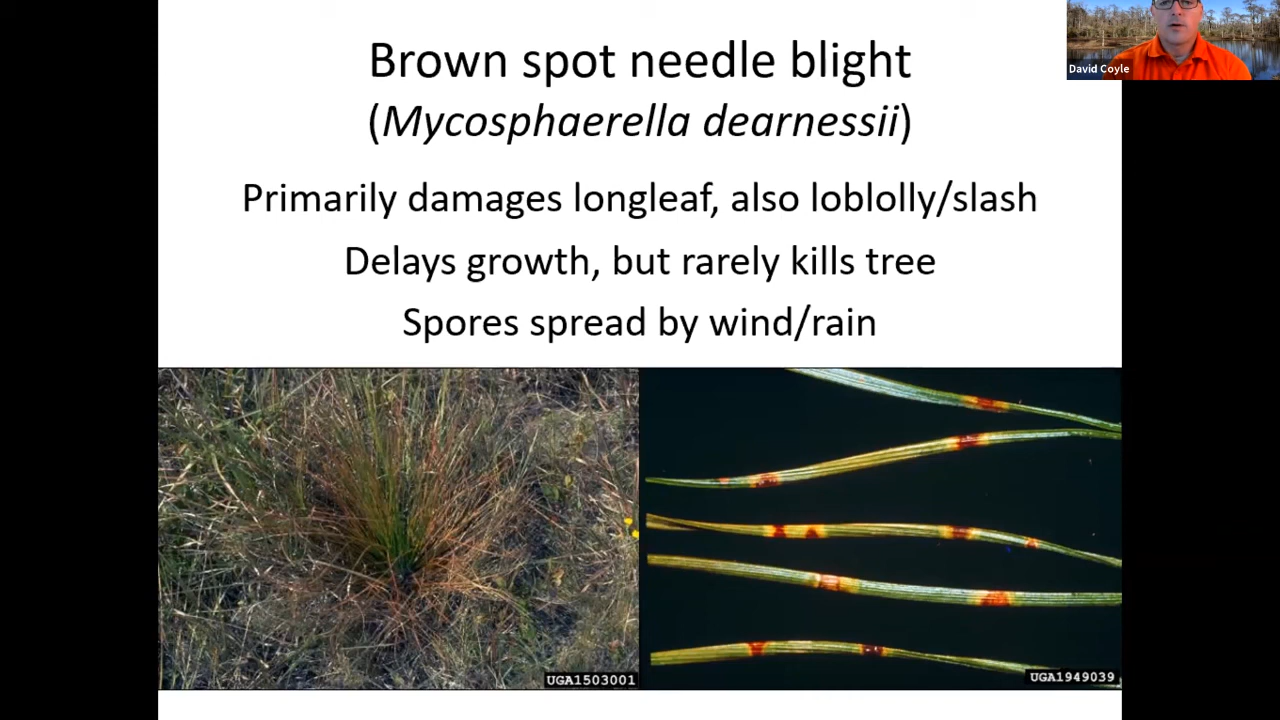 Brown spot needle blight
(Mycosphaerella dearnessii)
David Coyle
Primarily damages longleaf, also loblolly/slash
Delays growth, but rarely kills tree
Spores spread by wind/rain
UGA1503001
UGA1949039